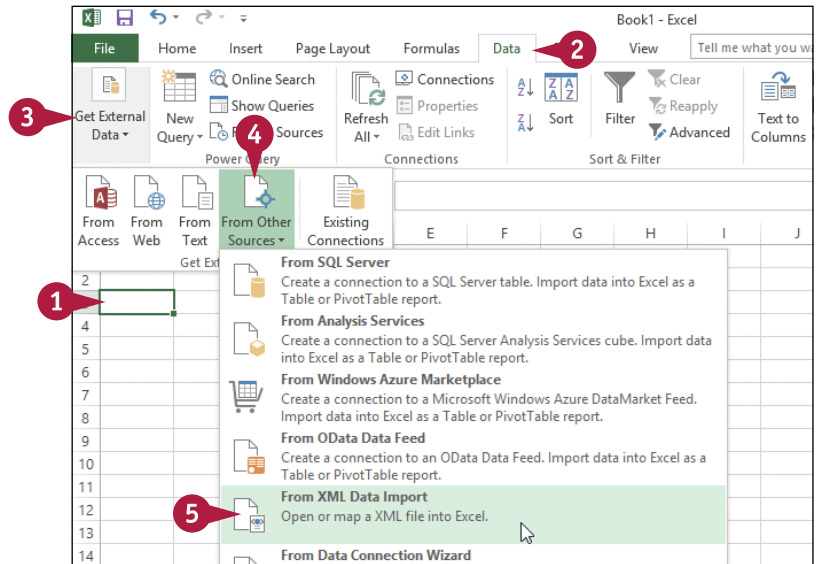 Book1 - Excel
File Home Insert Page Layout Formulas Data 2 View Tell me what you
3 Get External Data
New Query
Online Search
Show Queries
Sources
4
Power Query
Refresh All
Connections
Properties
Edit Links
Connections
A Z
Z A
Z A A Z
Sort
Filter
Clear
Reapply
Advanced
Sort & Filter
Text to Columns
From Access
From Web
From Text
From Other Sources
Existing Connections
Get
E F G H I J
1
2
4
5
6
7
8
9
10
11
12
13
14
From SQL Server
Create a connection to a SQL Server table. Import data into Excel as a
Table or PivotTable report.
From Analysis Services
Create a connection to a SQL Server Analysis Services cube. Import data
into Excel as a Table or PivotTable report.
From Windows Azure Marketplace
Create a connection to a Microsoft Windows Azure DataMarket Feed.
Import data into Excel as a Table or PivotTable report.
From OData Data Feed
Create a connection to an OData Data Feed. Import data into Excel as a
Table or PivotTable report.
5
From XML Data Import
Open or map a XML file into Excel.
From Data Connection Wizard